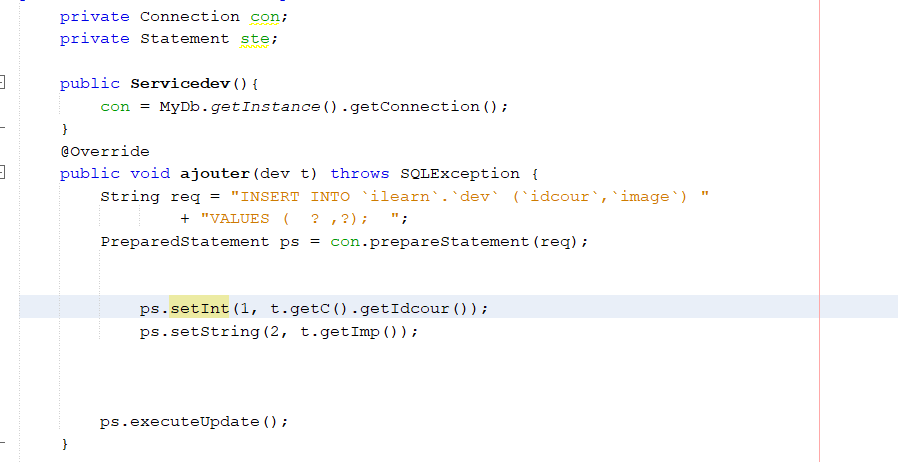 private Connection con;
private Statement ste;
public Servicedev(){
con = MyDb.getInstance().getConnection();
}
@Override
public void ajouter(dev t) throws SQLException {
String req = "INSERT INTO `ilearn`.`dev` (`idcour`,`image`) "
+ "VALUES (  ? ,?);  ";
PreparedStatement ps = con.prepareStatement(req);
ps.setInt(1, t.getC().getIdcour());
ps.setString(2, t.getImp());
ps.executeUpdate();
}